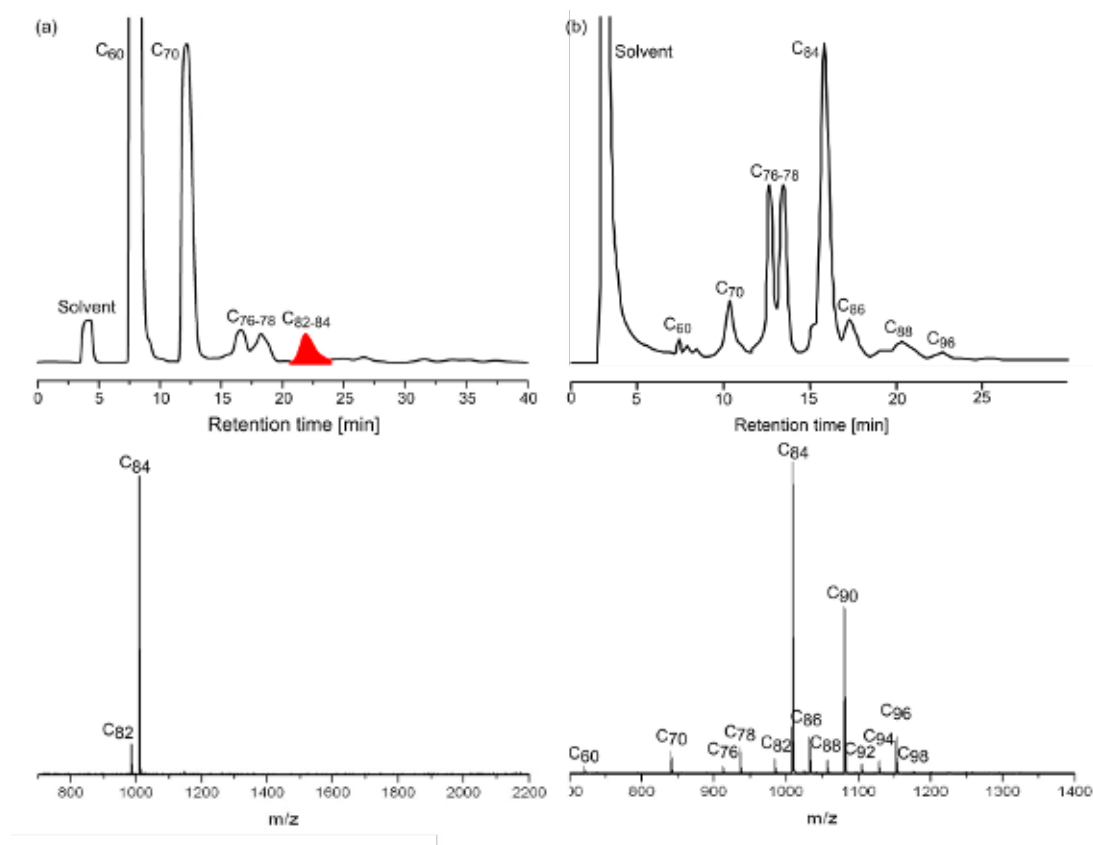 (a)
C60
C70
Solvent
C76-78
C82-84
0 5 10 15 20 25 30 35 40
Retention time [min]
(b)
Solvent
C84
C76-78
C70
C60
C86
C88
C96
0 5 10 15 20 25
Retention time [min]
C84
C82
800 1000 1200 1400 1600 1800 2000 2200
m/z
C84
C90
C60
C70
C76
C78
C82
C86
C88
C92
C94
C96
C98
800 900 1000 1100 1200 1300 1400
m/z